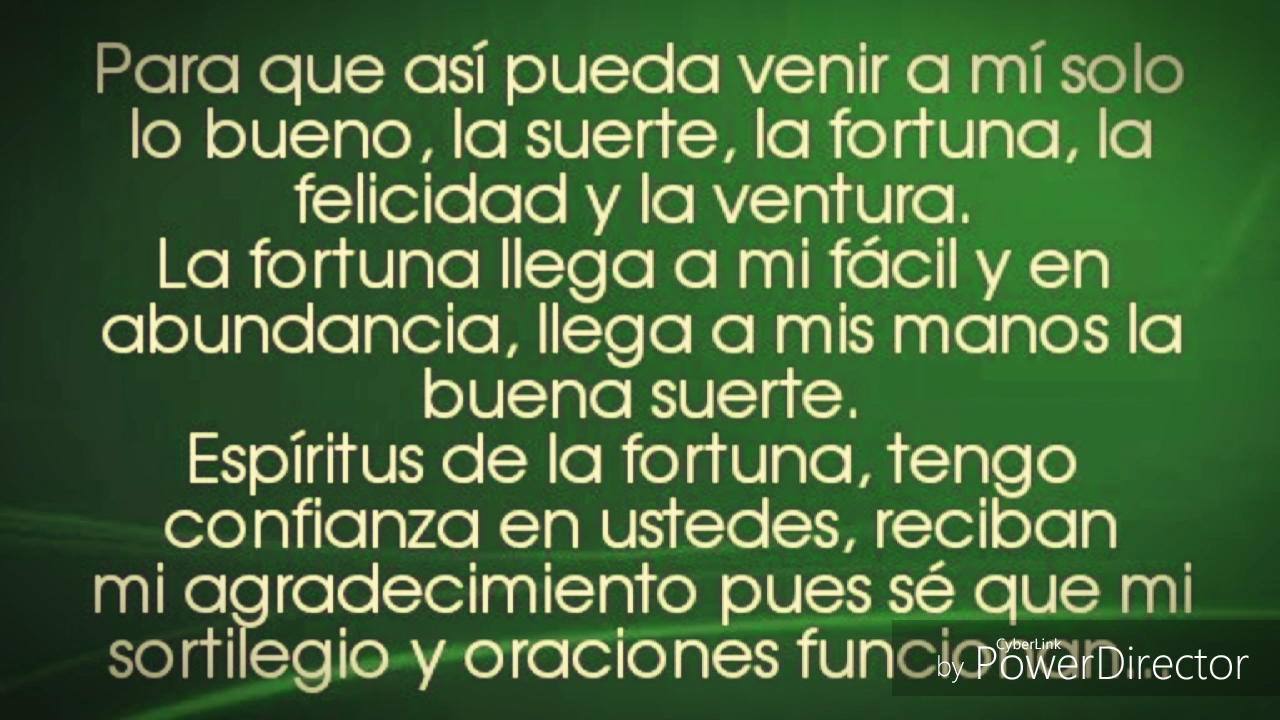 Para que así pueda venir a mí solo
lo bueno, la suerte, la fortuna, la
felicidad y la ventura.
La fortuna llega a mi fácil y en
abundancia, llega a mis manos la
buena suerte.
Espíritus de la fortuna, tengo
confianza en ustedes, reciban
mi agradecimiento pues sé que mi
sortilegio y oraciones funcionan...
CyberLink
by PowerDirector